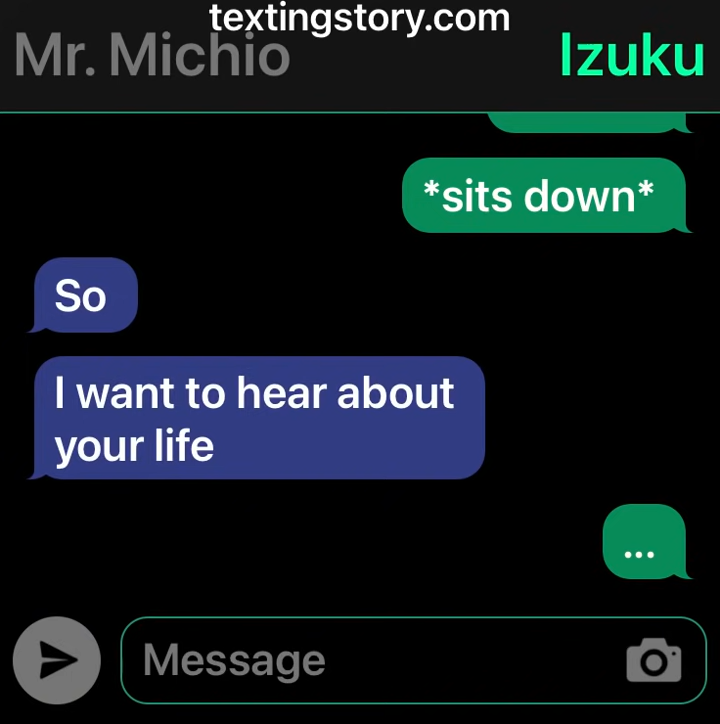 textingstory.com
Mr. Michio
Izuku
*sits down*
So
I want to hear about
your life
...
Message